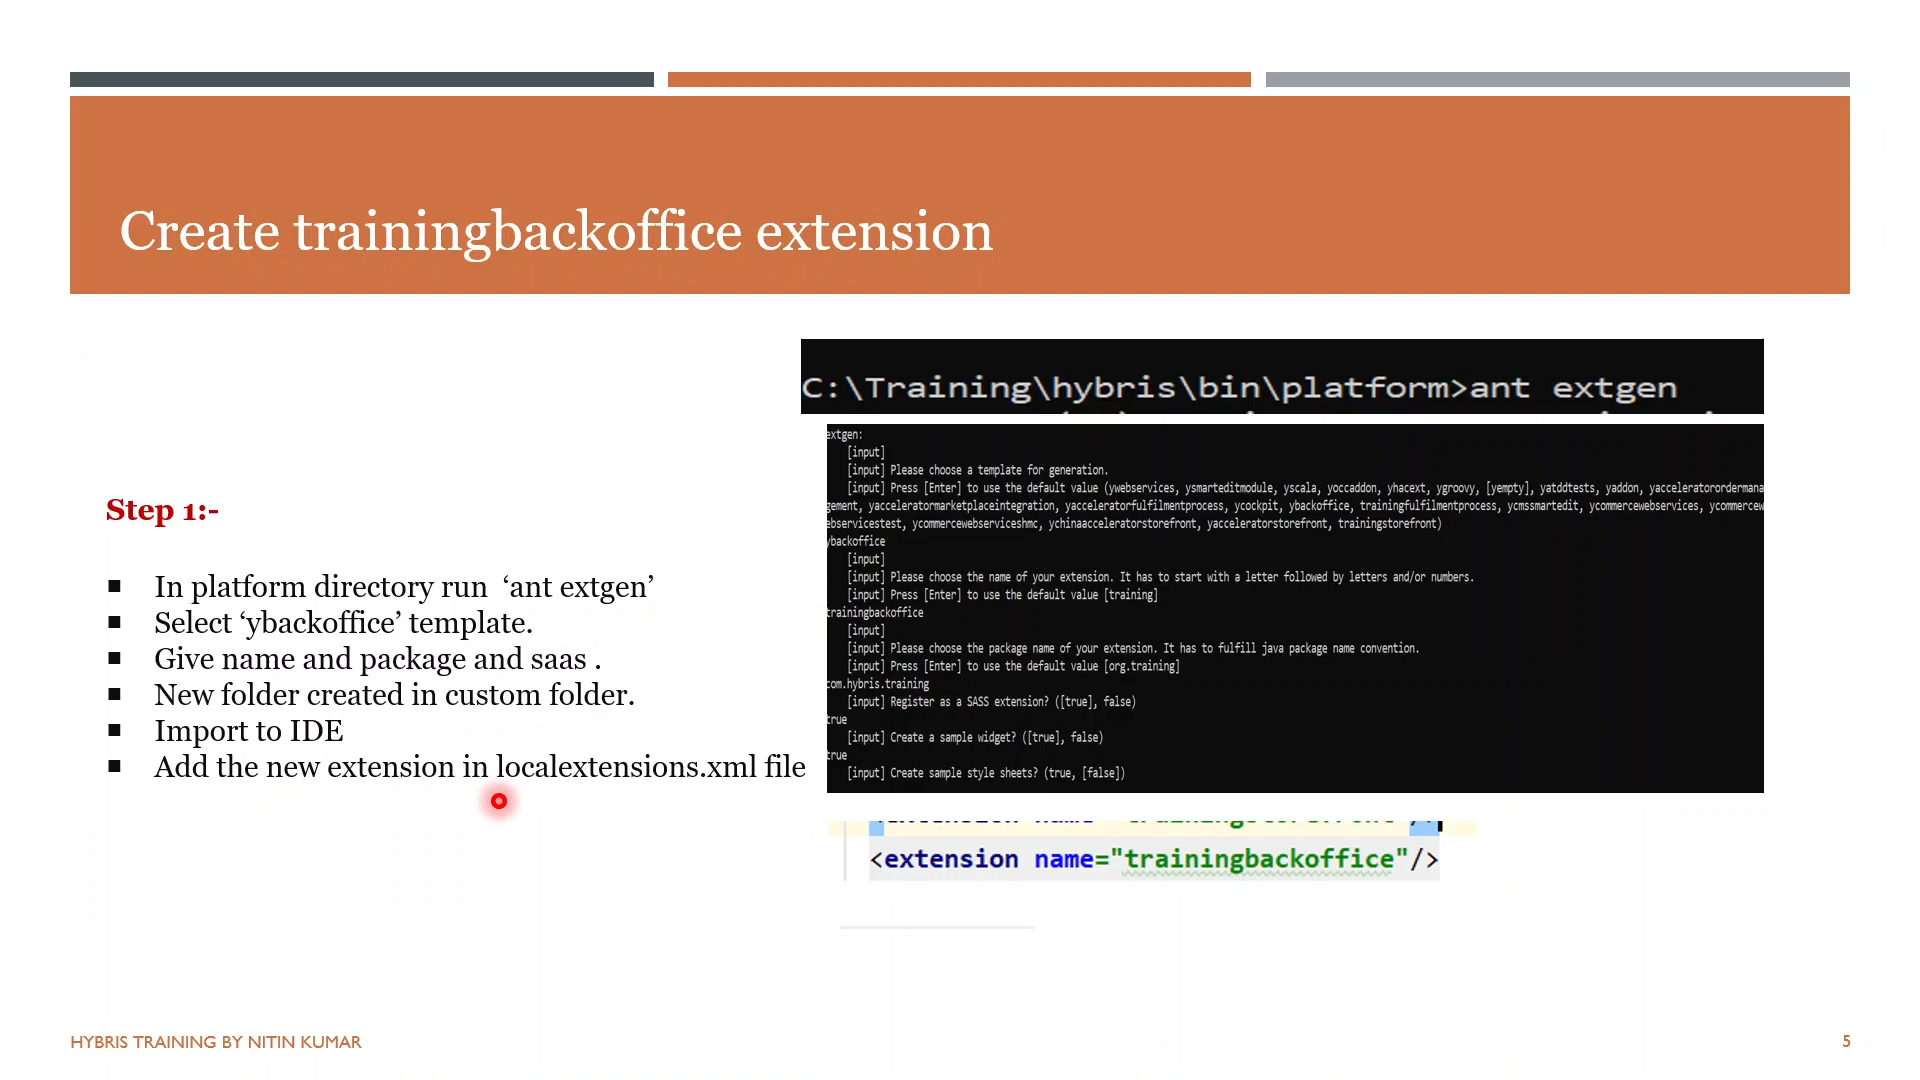 Create trainingbackoffice extension
Step 1:-
In platform directory run ‘ant extgen’
Select ‘ybackoffice’ template.
Give name and package and saas .
New folder created in custom folder.
Import to IDE
Add the new extension in localextensions.xml file
C:\Training\hybris\bin\platform>ant extgen
extgen:
[input]
[input] Please choose a template for generation.
[input] Press [Enter] to use the default value (ywebservices, ysmarteditmodule, yscala, yoccaddon, yhacext, ygroovy, [yempty], yatddtests, yaddon, yacceleratorordermana
gement, yacceleratormarketplaceintegration, yacceleratorfulfilmentprocess, ycockpit, ybackoffice, trainingfulfilmentprocess, ycmssmartedit, ycommercewebservices, ycommercew
ebservicestest, ycommercewebserviceshmc, ychinaacceleratorstorefront, yacceleratorstorefront, trainingstorefront)
ybackoffice
[input]
[input] Please choose the name of your extension. It has to start with a letter followed by letters and/or numbers.
[input] Press [Enter] to use the default value [training]
trainingbackoffice
[input]
[input] Please choose the package name of your extension. It has to fulfill java package name convention.
[input] Press [Enter] to use the default value [org.training]
com.hybris.training
[input] Register as a SASS extension? ([true], false)
true
[input] Create a sample widget? ([true], false)
true
[input] Create sample style sheets? (true, [false])
<extension name="trainingbackoffice"/>
HYBRIS TRAINING BY NITIN KUMAR
5